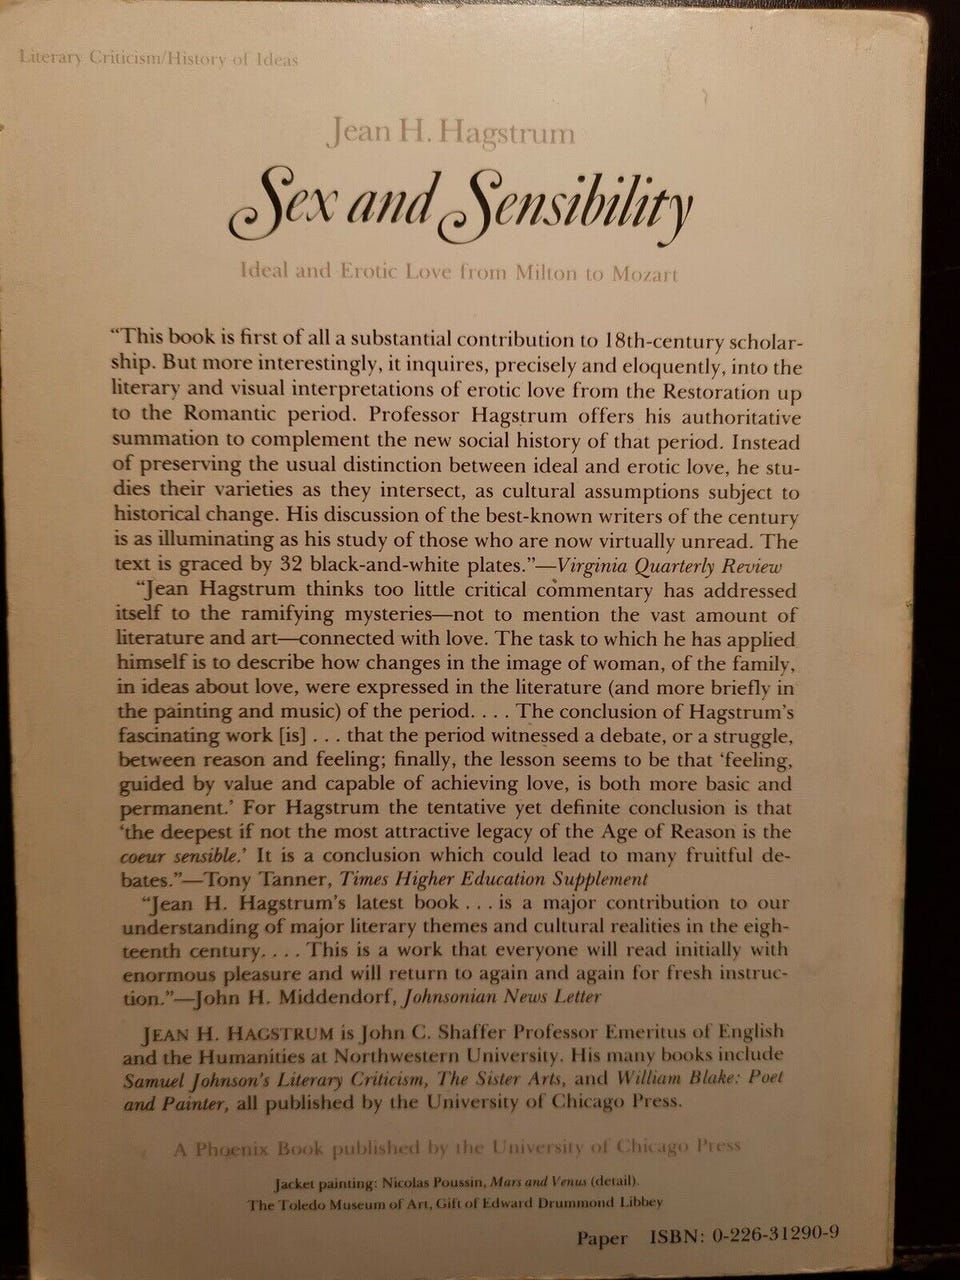 Literary Criticism/History of Ideas
Jean H. Hagstrum
Sex and Sensibility
Ideal and Erotic Love from Milton to Mozart
“This book is first of all a substantial contribution to 18th-century scholar-
ship. But more interestingly, it inquires, precisely and eloquently, into the
literary and visual interpretations of erotic love from the Restoration up
to the Romantic period. Professor Hagstrum offers his authoritative
summation to complement the new social history of that period. Instead
of preserving the usual distinction between ideal and erotic love, he stu-
dies their varieties as they intersect, as cultural assumptions subject to
historical change. His discussion of the best-known writers of the century
is as illuminating as his study of those who are now virtually unread. The
text is graced by 32 black-and-white plates.”—Virginia Quarterly Review
“Jean Hagstrum thinks too little critical commentary has addressed
itself to the ramifying mysteries—not to mention the vast amount of
literature and art—connected with love. The task to which he has applied
himself is to describe how changes in the image of woman, of the family,
in ideas about love, were expressed in the literature (and more briefly in
the painting and music) of the period. . . . The conclusion of Hagstrum’s
fascinating work [is] . . . that the period witnessed a debate, or a struggle,
between reason and feeling; finally, the lesson seems to be that ‘feeling,
guided by value and capable of achieving love, is both more basic and
permanent.’ For Hagstrum the tentative yet definite conclusion is that
‘the deepest if not the most attractive legacy of the Age of Reason is the
coeur sensible.’ It is a conclusion which could lead to many fruitful de-
bates.”—Tony Tanner, Times Higher Education Supplement
“Jean H. Hagstrum’s latest book . . . is a major contribution to our
understanding of major literary themes and cultural realities in the eigh-
teenth century. . . . This is a work that everyone will read initially with
enormous pleasure and will return to again and again for fresh instruc-
tion.”—John H. Middendorf, Johnsonian News Letter
JEAN H. HAGSTRUM is John C. Shaffer Professor Emeritus of English
and the Humanities at Northwestern University. His many books include
Samuel Johnson’s Literary Criticism, The Sister Arts, and William Blake: Poet
and Painter, all published by the University of Chicago Press.
A Phoenix Book published by the University of Chicago Press
Jacket painting: Nicolas Poussin, Mars and Venus (detail).
The Toledo Museum of Art, Gift of Edward Drummond Libbey
Paper ISBN: 0-226-31290-9